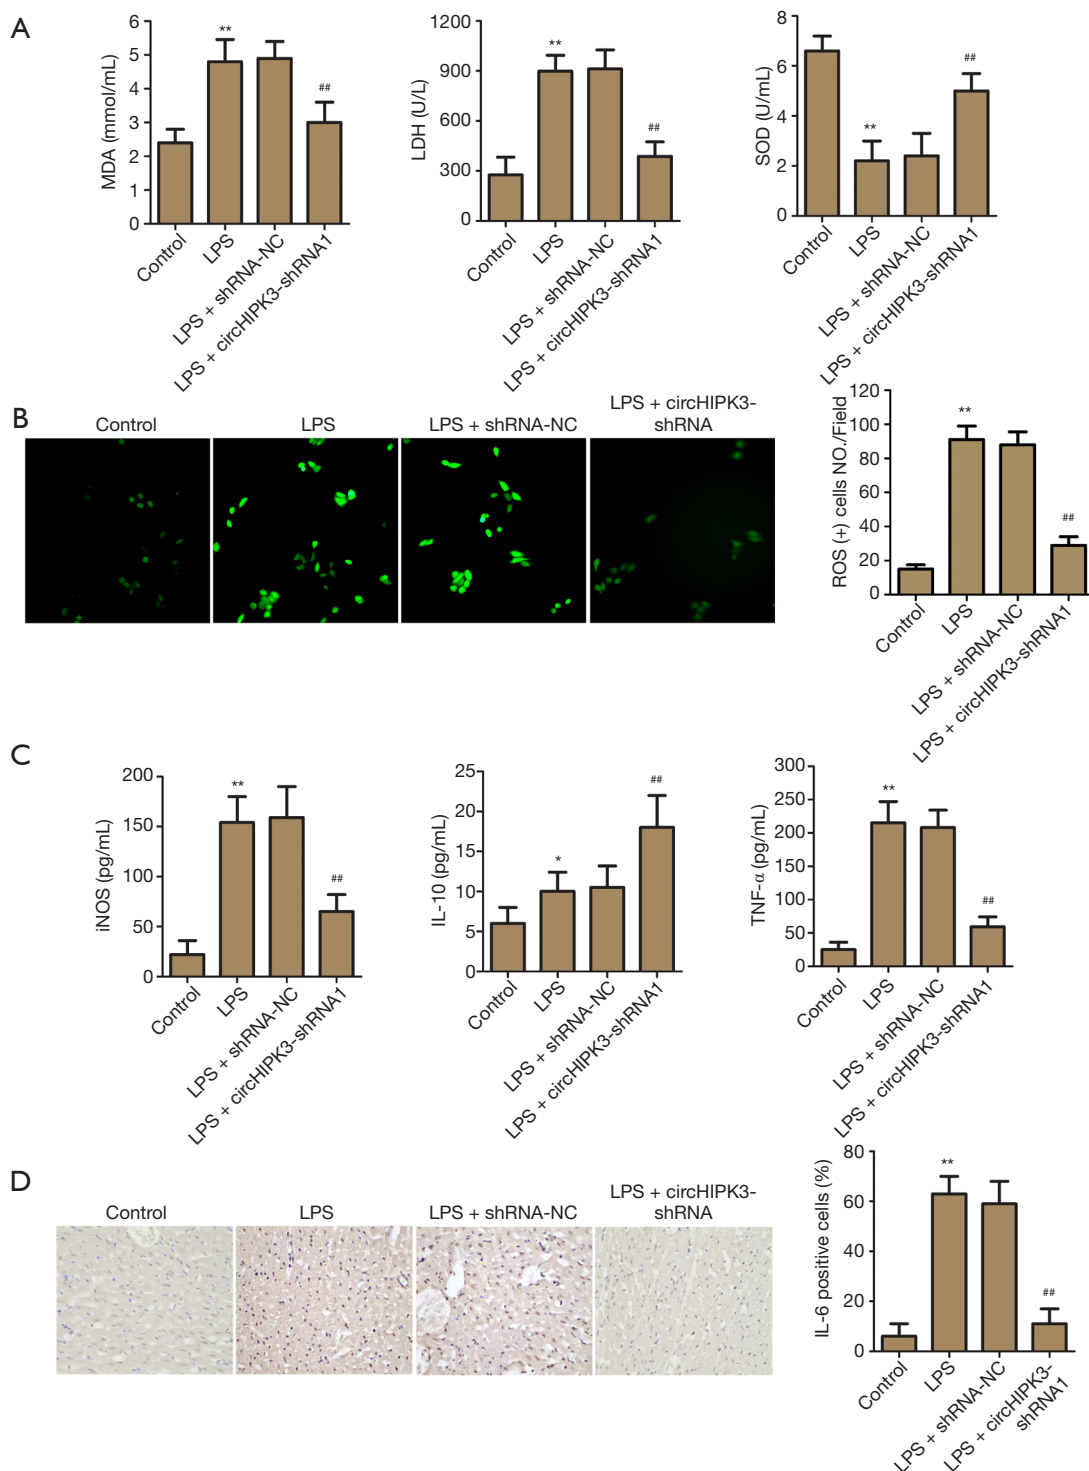 A
MDA (mmol/mL)
6
5
4
3
2
1
0
**
##
Control
LPS
LPS + shRNA-NC
LPS + circHIPK3-shRNA1
LDH (U/L)
1200
900
600
300
0
**
##
Control
LPS
LPS + shRNA-NC
LPS + circHIPK3-shRNA1
SOD (U/mL)
8
6
4
2
0
**
##
Control
LPS
LPS + shRNA-NC
LPS + circHIPK3-shRNA1
B
Control
LPS
LPS + shRNA-NC
LPS + circHIPK3-
shRNA
ROS (+) cells NO./Field
120
100
80
60
40
20
0
**
##
Control
LPS
LPS + shRNA-NC
LPS + circHIPK3-shRNA1
C
iNOS (pg/mL)
200
150
100
50
0
**
##
Control
LPS
LPS + shRNA-NC
LPS + circHIPK3-shRNA1
IL-10 (pg/mL)
25
20
15
10
5
0
*
##
Control
LPS
LPS + shRNA-NC
LPS + circHIPK3-shRNA1
TNF-α (pg/mL)
300
250
200
150
100
50
0
**
##
Control
LPS
LPS + shRNA-NC
LPS + circHIPK3-shRNA1
D
Control
LPS
LPS + shRNA-NC
LPS + circHIPK3-
shRNA
IL-6 positive cells (%)
80
60
40
20
0
**
##
Control
LPS
LPS + shRNA-NC
LPS + circHIPK3-
shRNA1